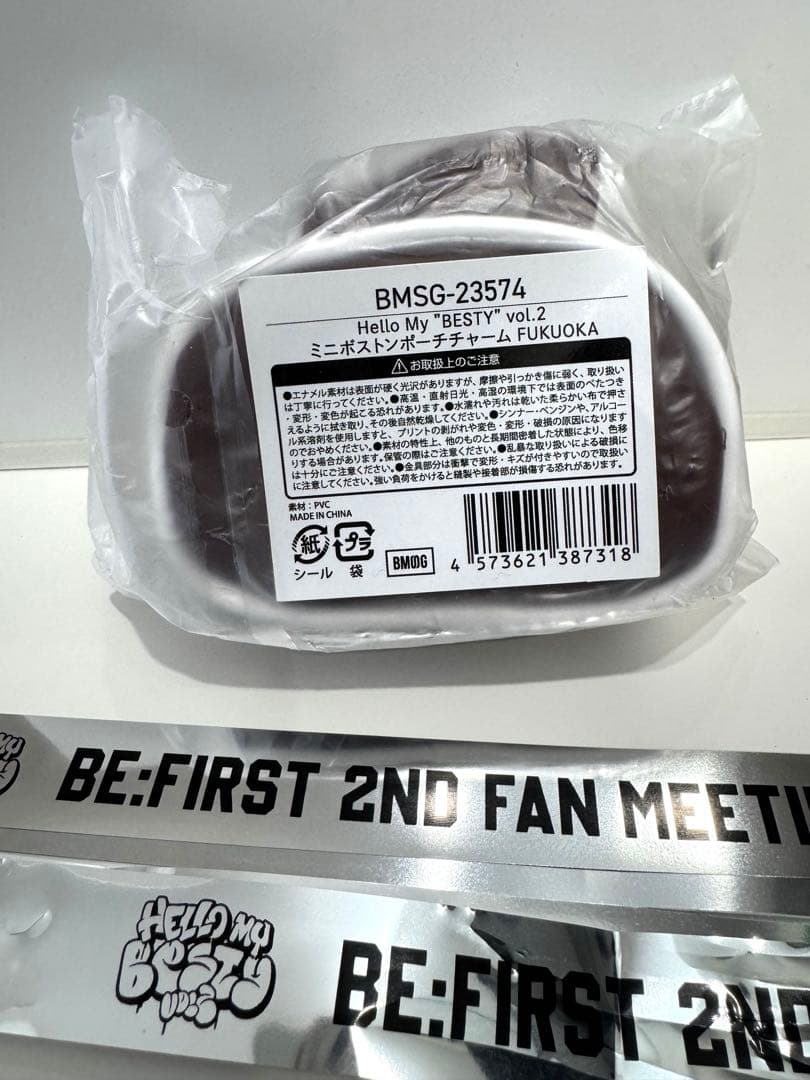 BMSG-23574
Hello My "BESTY" vol.2
ミニボストンポーチチャーム FUKUOKA
⚠お取扱上のご注意
●エナメル素材は表面が硬く光沢がありますが、摩擦や引っかき傷に弱く、取り扱い
は丁寧に行ってください。●高温・直射日光・高温の環境下では表面のべたつき
・変形・変色が起こる恐れがあります。●水濡れや汚れは乾いた柔らかい布で押さ
えるように拭き取り、その後自然乾燥してください。●シンナー・ベンジンや、アルコー
ル系溶剤を使用しますと、プリントの剥がれや変色・変形・破損の原因になります
のでおやめください。●素材の特性上、他のものと長期間密着した状態により、色移
りする場合があります。保管の際はご注意ください。●乱暴な取り扱いによる破損に
は十分にご注意ください。●金具部分は衝撃で変形・キズが付きやすいので取扱い
に注意してください。強い負荷をかけると縫製や接着部が損傷する恐れがあります。
素材：PVC
MADE IN CHINA
紙 プラ
シール 袋
BMSG
4 573621 387318
MY
BE:FIRST 2ND FAN MEETI
HELLO MY
BESTY
VOL.2
BE:FIRST 2ND